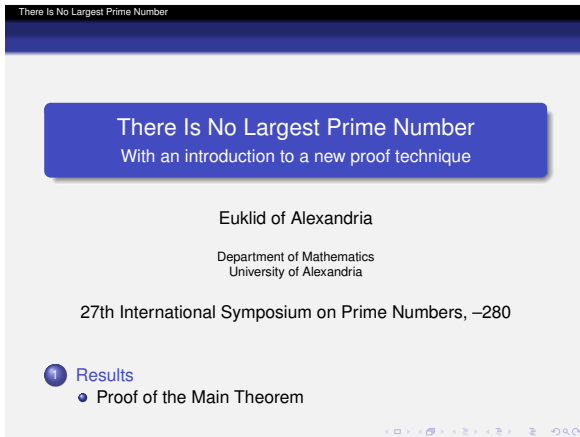 There Is No Largest Prime Number
There Is No Largest Prime Number
With an introduction to a new proof technique
Euklid of Alexandria
Department of Mathematics
University of Alexandria
27th International Symposium on Prime Numbers, –280
1 Results
Proof of the Main Theorem